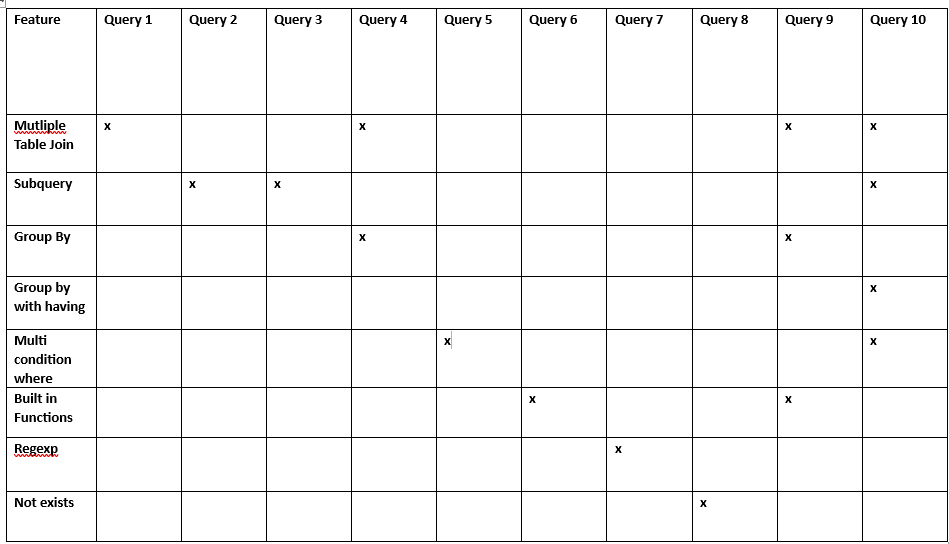 Feature Query 1 Query 2 Query 3 Query 4 Query 5 Query 6 Query 7 Query 8 Query 9 Query 10
Mutliple x x x x
Table Join
Subquery x x x
Group By x x
Group by x
with having
Multi x x
condition
where
Built in x x
Functions
Regexp x
Not exists x